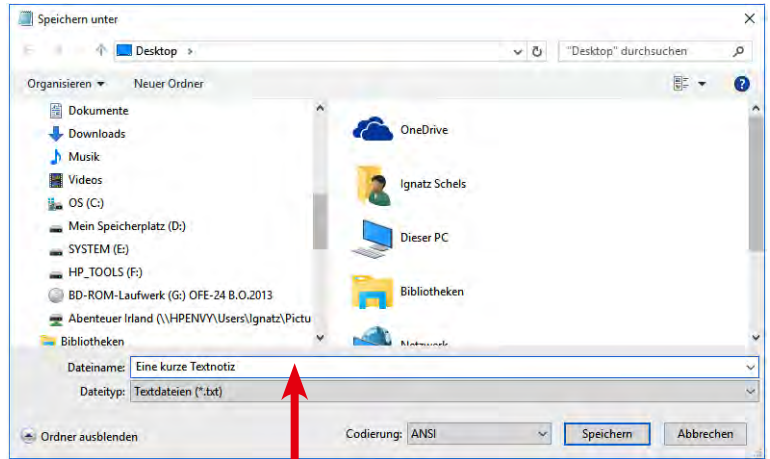 Speichern unter
Desktop
"Desktop" durchsuchen
Organisieren
Neuer Ordner
Dokumente
Downloads
Musik
Videos
OS (C:)
Mein Speicherplatz (D:)
SYSTEM (E:)
HP_TOOLS (F:)
BD-ROM-Laufwerk (G:) OFE-24 B.O.2013
Abenteuer Irland (\\HPENVY\Users\Ignatz\Pictu
Bibliotheken
OneDrive
Ignatz Schels
Dieser PC
Bibliotheken
Netzwerk
Dateiname: Eine kurze Textnotiz
Dateityp: Textdateien (*.txt)
Ordner ausblenden
Codierung: ANSI
Speichern
Abbrechen